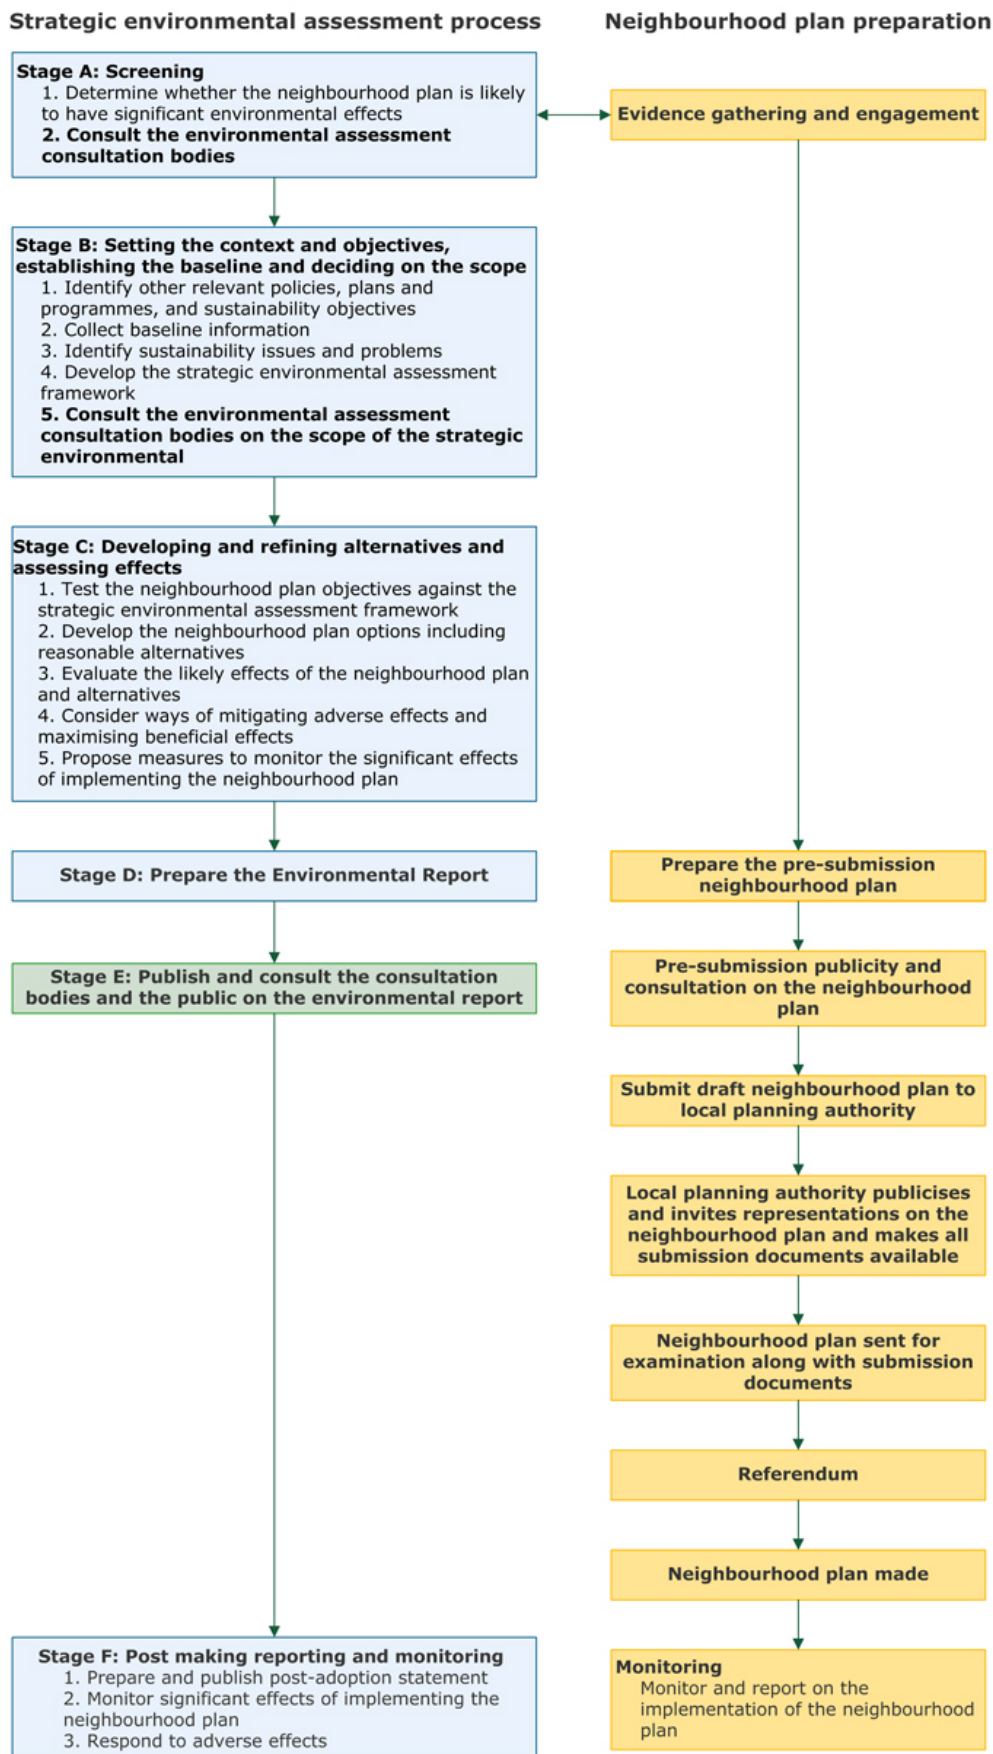 Strategic environmental assessment process
Neighbourhood plan preparation
Stage A: Screening
1. Determine whether the neighbourhood plan is likely
to have significant environmental effects
2. Consult the environmental assessment
consultation bodies
Evidence gathering and engagement
Stage B: Setting the context and objectives,
establishing the baseline and deciding on the scope
1. Identify other relevant policies, plans and
programmes, and sustainability objectives
2. Collect baseline information
3. Identify sustainability issues and problems
4. Develop the strategic environmental assessment
framework
5. Consult the environmental assessment
consultation bodies on the scope of the strategic
environmental
Stage C: Developing and refining alternatives and
assessing effects
1. Test the neighbourhood plan objectives against the
strategic environmental assessment framework
2. Develop the neighbourhood plan options including
reasonable alternatives
3. Evaluate the likely effects of the neighbourhood plan
and alternatives
4. Consider ways of mitigating adverse effects and
maximising beneficial effects
5. Propose measures to monitor the significant effects
of implementing the neighbourhood plan
Stage D: Prepare the Environmental Report
Prepare the pre-submission
neighbourhood plan
Stage E: Publish and consult the consultation
bodies and the public on the environmental report
Pre-submission publicity and
consultation on the neighbourhood
plan
Submit draft neighbourhood plan to
local planning authority
Local planning authority publicises
and invites representations on the
neighbourhood plan and makes all
submission documents available
Neighbourhood plan sent for
examination along with submission
documents
Referendum
Neighbourhood plan made
Stage F: Post making reporting and monitoring
1. Prepare and publish post-adoption statement
2. Monitor significant effects of implementing the
neighbourhood plan
3. Respond to adverse effects
Monitoring
Monitor and report on the
implementation of the neighbourhood
plan